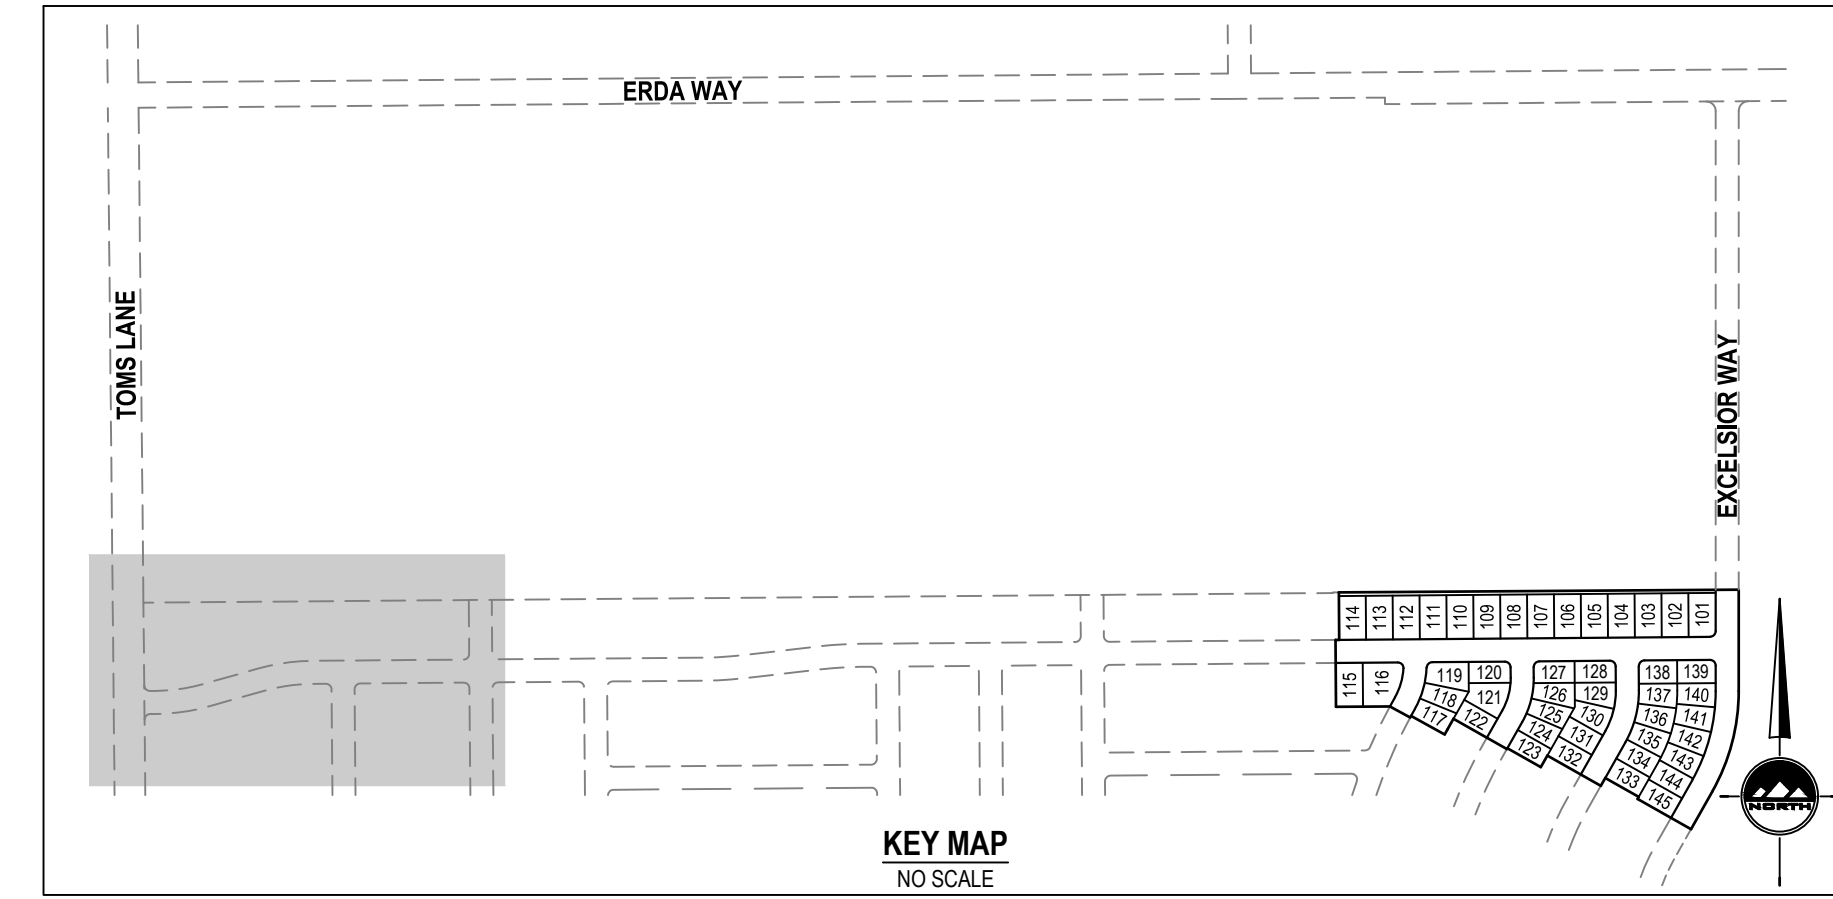 ERDA WAY
TOMS LANE
EXCELSIOR WAY
114 113 112 111 110 109 108 107 106 105 104 103 102 101
115 116 119 120 127 128 138 139
118 121 126 129 137 140
117 122 125 130 136 141
124 131 135 142
123 132 134 143
133 144
145
NORTH
KEY MAP
NO SCALE